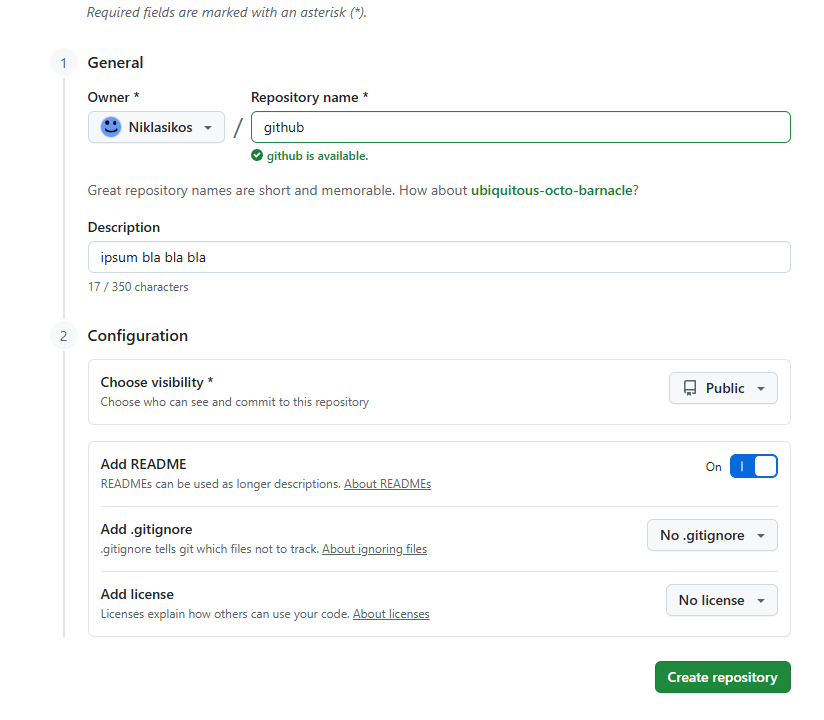 Required fields are marked with an asterisk (*).
1 General
Owner * Repository name *
Niklasikos / github
github is available.
Great repository names are short and memorable. How about ubiquitous-octo-barnacle?
Description
ipsum bla bla bla
17 / 350 characters
2 Configuration
Choose visibility *
Choose who can see and commit to this repository
Public
Add README
READMEs can be used as longer descriptions. About READMEs
On
Add .gitignore
.gitignore tells git which files not to track. About ignoring files
No .gitignore
Add license
Licenses explain how others can use your code. About licenses
No license
Create repository